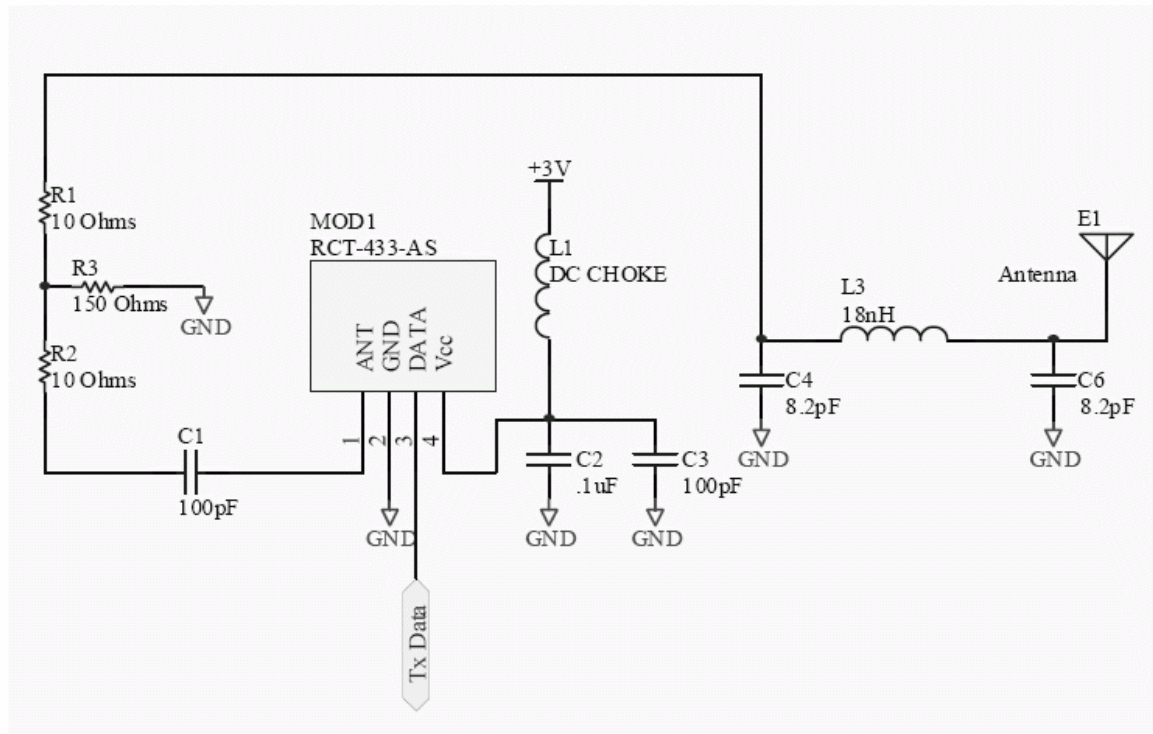 +3V
R1
10 Ohms
MOD1
RCT-433-AS
L1
DC CHOKE
E1
Antenna
R3
150 Ohms
GND
L3
18nH
ANT
GND
DATA
Vcc
R2
10 Ohms
C4
8.2pF
C6
8.2pF
1
2
3
4
C1
100pF
C2
.1uF
C3
100pF
GND
GND
GND
GND
GND
Tx Data